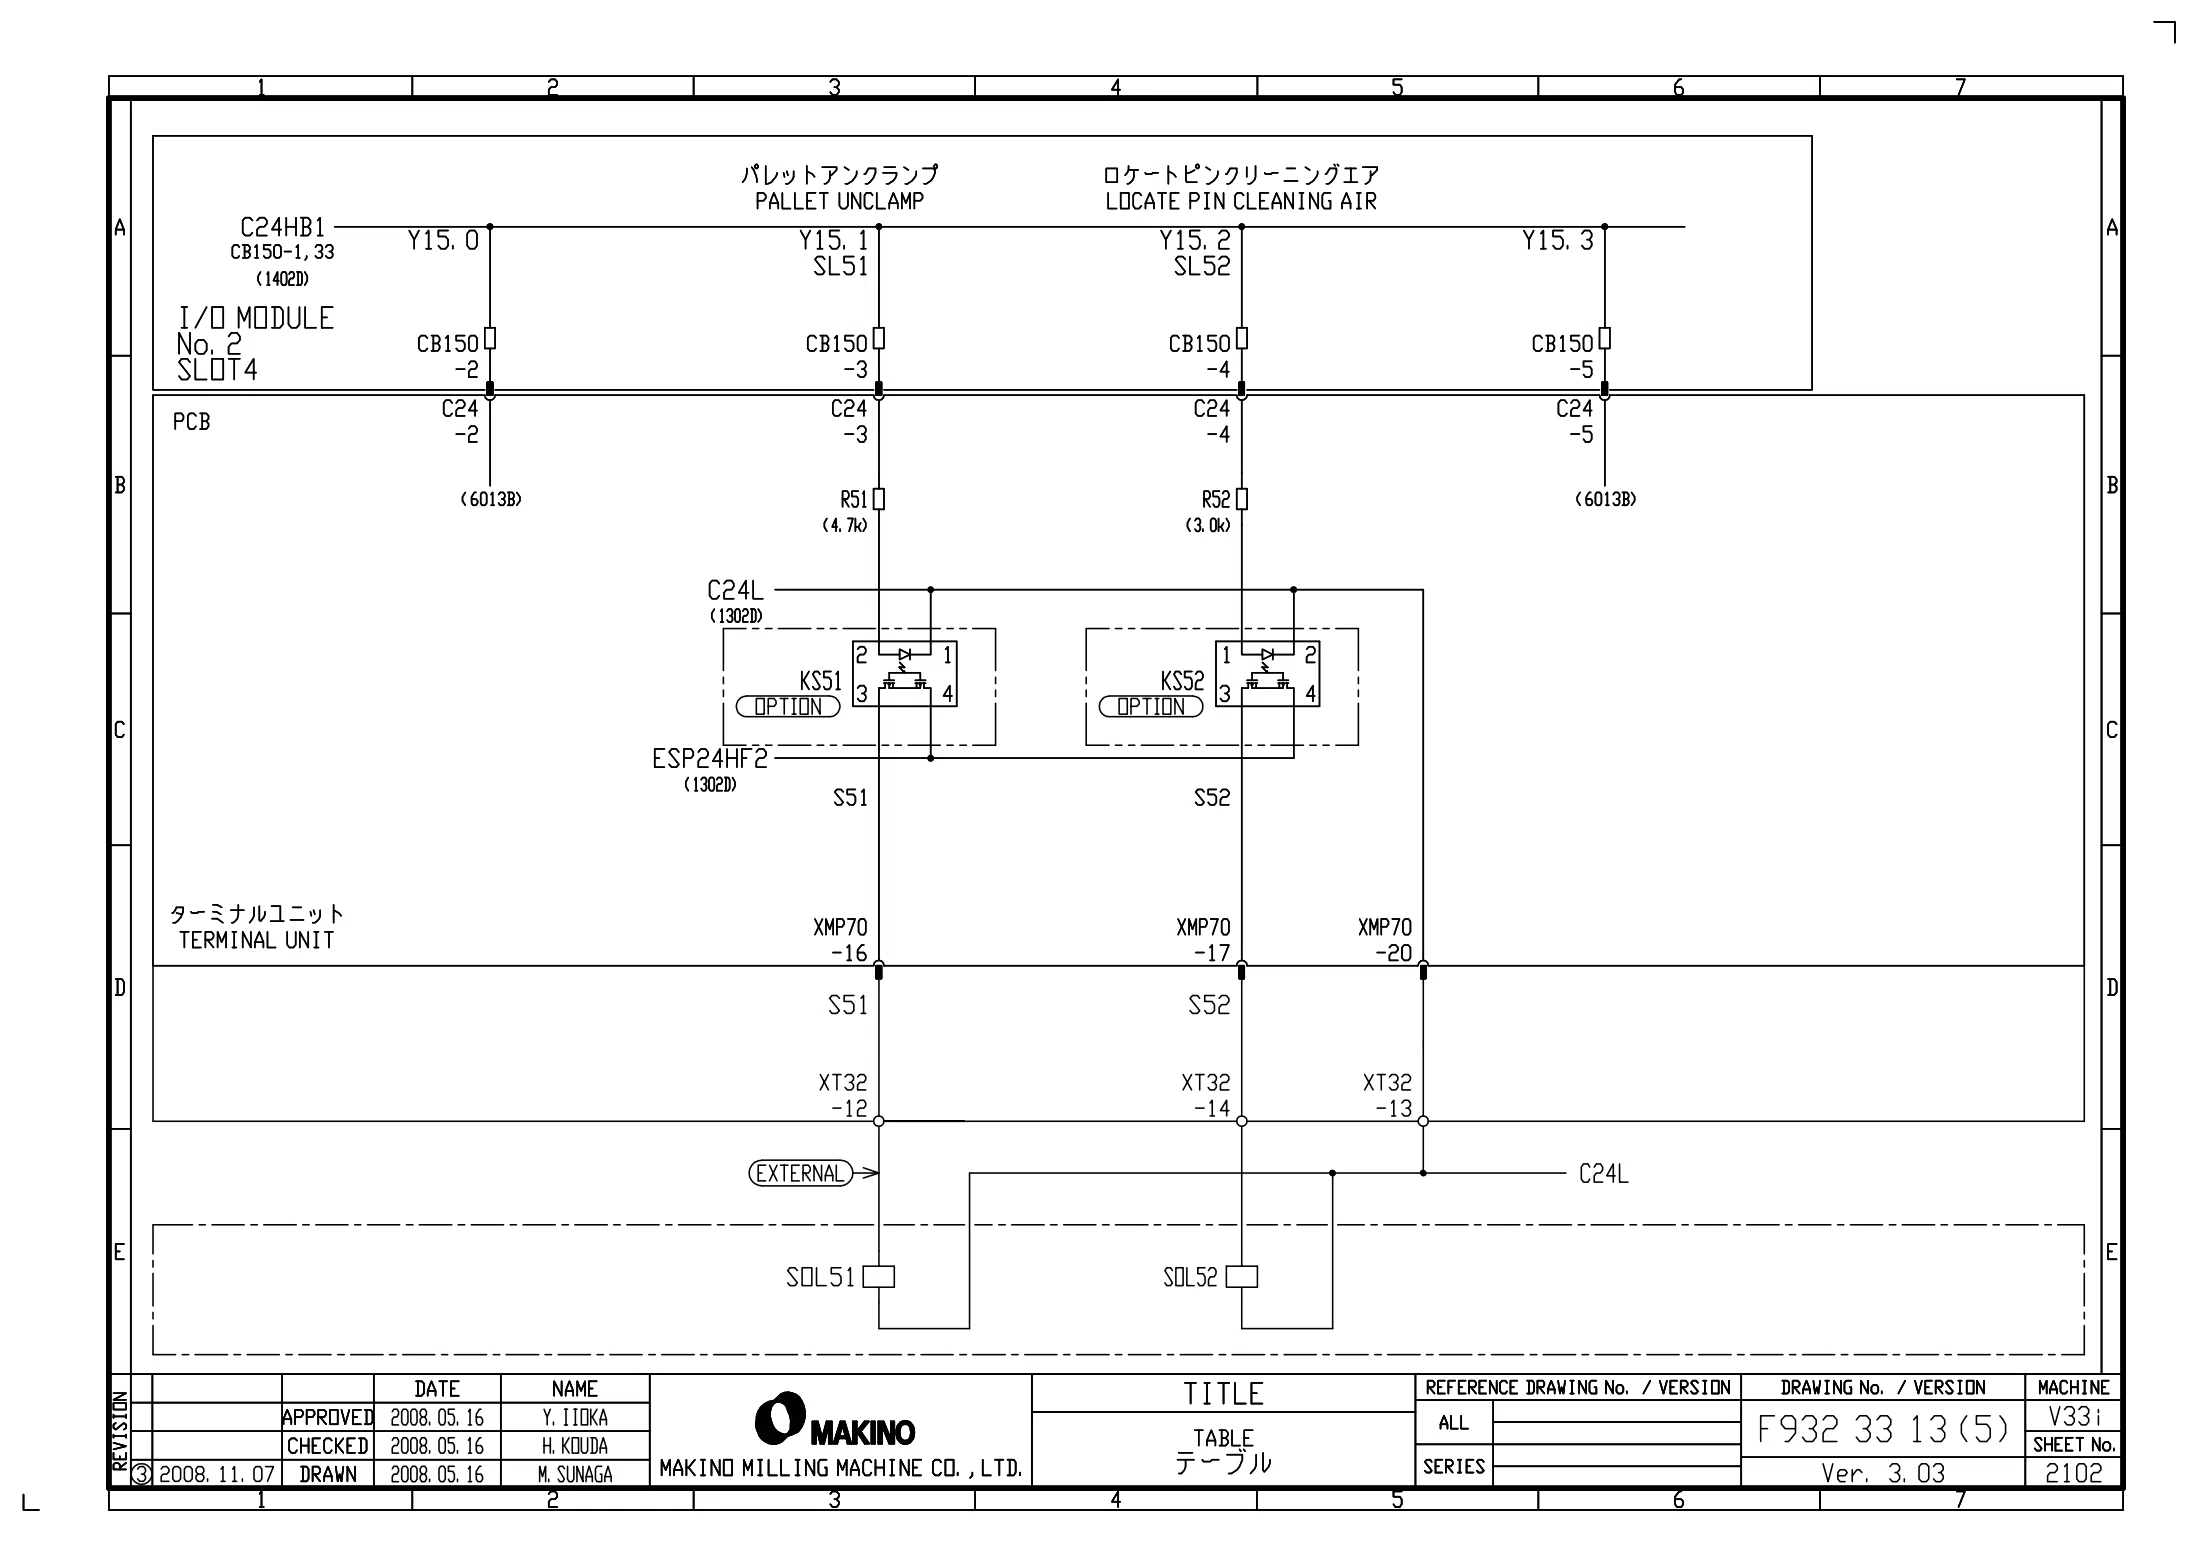 1 2 3 4 5 6 7
A A
パレットアンクランプ
PALLET UNCLAMP
ロケートピンクリーニングエア
LOCATE PIN CLEANING AIR
C24HB1
CB150-1,33
(1402D)
Y15.0
Y15.1
SL51
Y15.2
SL52
Y15.3
I/O MODULE
No.2
SLOT4
CB150
-2
CB150
-3
CB150
-4
CB150
-5
PCB
C24
-2
C24
-3
C24
-4
C24
-5
B B
(6013B)
R51
(4.7k)
R52
(3.0k)
(6013B)
C24L
(1302D)
2 1
KS51
3 4
OPTION
1 2
KS52
3 4
OPTION
C C
ESP24HF2
(1302D)
S51
S52
ターミナルユニット
TERMINAL UNIT
XMP70
-16
XMP70
-17
XMP70
-20
D D
S51
S52
XT32
-12
XT32
-14
XT32
-13
EXTERNAL
C24L
E E
SOL51
SOL52
REVISION
DATE NAME
APPROVED 2008.05.16 Y.IIOKA
CHECKED 2008.05.16 H.KOUDA
③ 2008.11.07 DRAWN 2008.05.16 M.SUNAGA
MAKINO
MAKINO MILLING MACHINE CO.,LTD.
TITLE
TABLE
テーブル
REFERENCE DRAWING No. / VERSION
ALL
SERIES
DRAWING No. / VERSION
F932 33 13(5)
Ver. 3.03
MACHINE
V33i
SHEET No.
2102
1 2 3 4 5 6 7